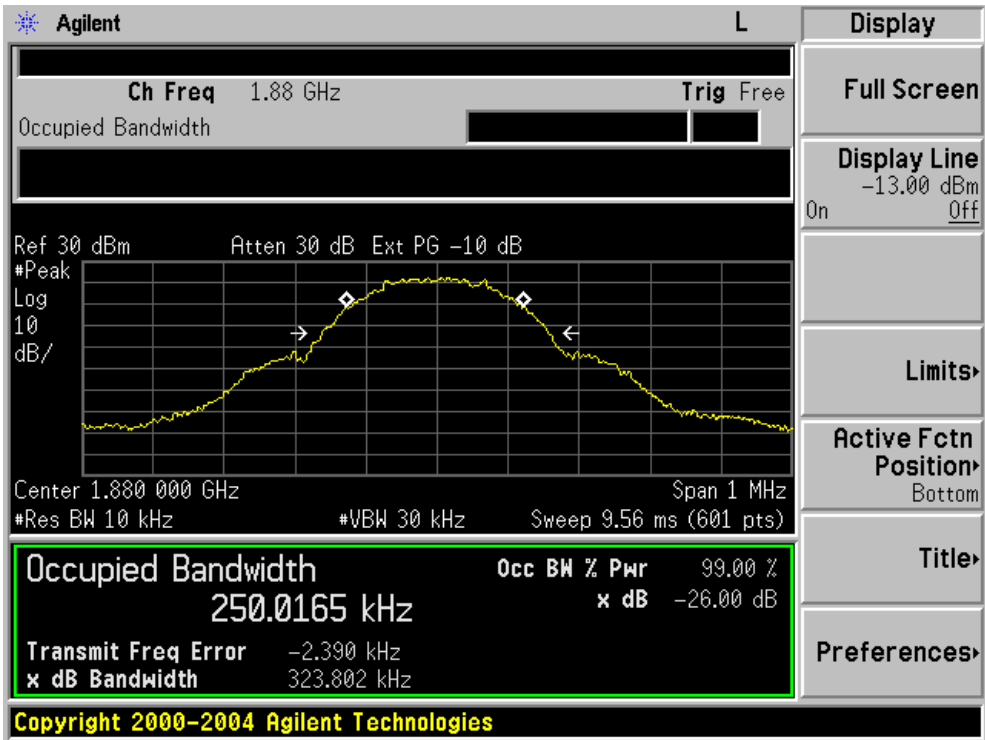 Agilent L Display
Ch Freq 1.88 GHz Trig Free
Occupied Bandwidth
Full Screen
Display Line
-13.00 dBm
On Off
Ref 30 dBm Atten 30 dB Ext PG -10 dB
#Peak
Log
10
dB/
Limits
Active Fctn
Position
Bottom
Center 1.880 000 GHz Span 1 MHz
#Res BW 10 kHz #VBW 30 kHz Sweep 9.56 ms (601 pts)
Title
Occupied Bandwidth Occ BW % Pwr 99.00 %
250.0165 kHz x dB -26.00 dB
Transmit Freq Error -2.390 kHz
x dB Bandwidth 323.802 kHz
Preferences
Copyright 2000-2004 Agilent Technologies